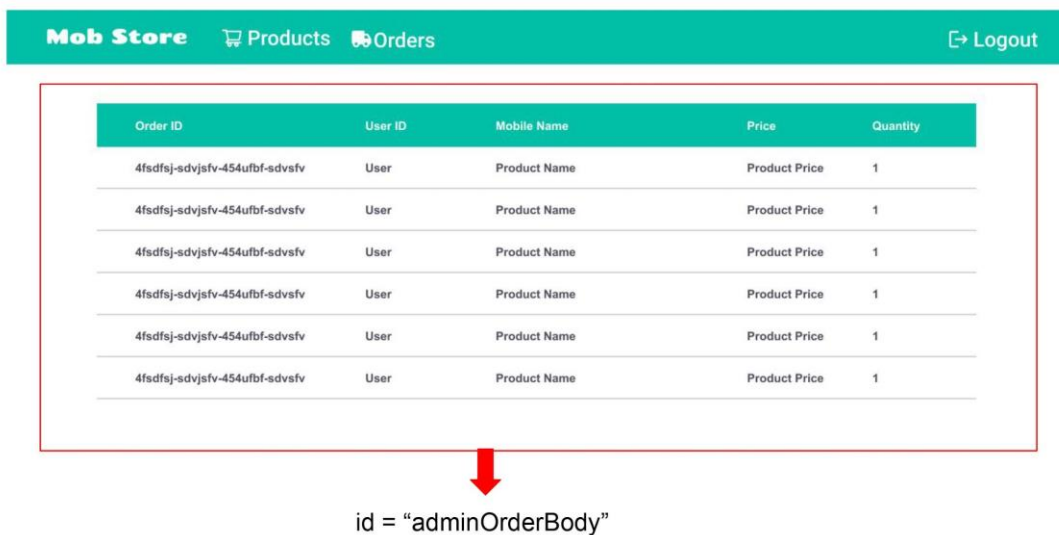 Mob Store Products Orders Logout
Order ID User ID Mobile Name Price Quantity
4fsdfsj-sdvjsfv-454ufbf-sdvsfv User Product Name Product Price 1
4fsdfsj-sdvjsfv-454ufbf-sdvsfv User Product Name Product Price 1
4fsdfsj-sdvjsfv-454ufbf-sdvsfv User Product Name Product Price 1
4fsdfsj-sdvjsfv-454ufbf-sdvsfv User Product Name Product Price 1
4fsdfsj-sdvjsfv-454ufbf-sdvsfv User Product Name Product Price 1
4fsdfsj-sdvjsfv-454ufbf-sdvsfv User Product Name Product Price 1
id = “adminOrderBody”